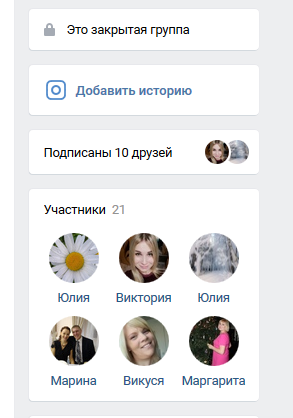 Это закрытая группа
Добавить историю
Подписаны 10 друзей
Участники 21
Юлия Виктория Юлия
Марина Викуся Маргарита